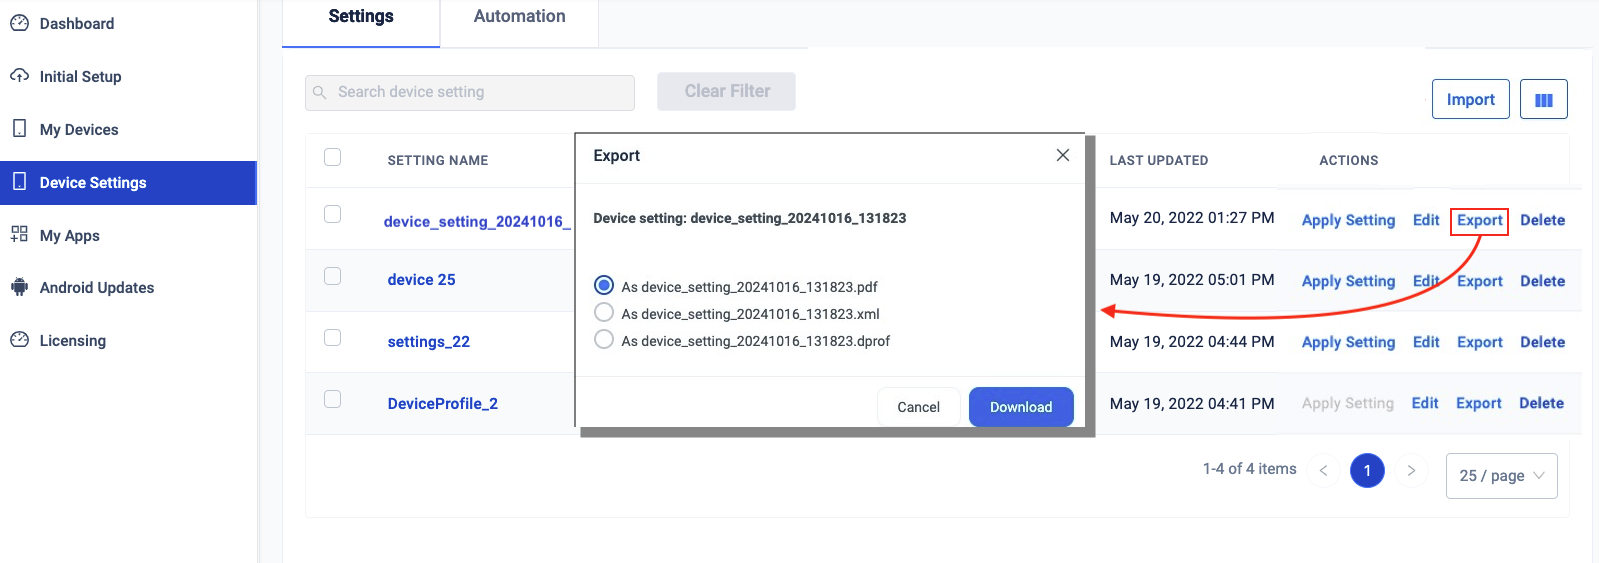 Dashboard
Initial Setup
My Devices
Device Settings
My Apps
Android Updates
Licensing
Settings Automation
Search device setting Clear Filter Import
SETTING NAME LAST UPDATED ACTIONS
device_setting_20241016_ May 20, 2022 01:27 PM Apply Setting Edit Export Delete
device 25 May 19, 2022 05:01 PM Apply Setting Edit Export Delete
settings_22 May 19, 2022 04:44 PM Apply Setting Edit Export Delete
DeviceProfile_2 May 19, 2022 04:41 PM Apply Setting Edit Export Delete
Export
Device setting: device_setting_20241016_131823
As device_setting_20241016_131823.pdf
As device_setting_20241016_131823.xml
As device_setting_20241016_131823.dprof
Cancel Download
1-4 of 4 items < 1 > 25 / page